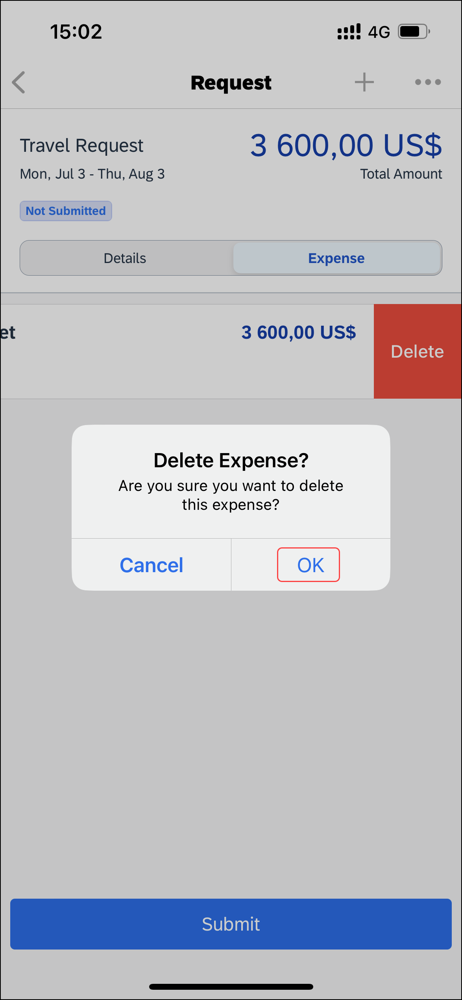 15:02 4G
Request
Travel Request 3 600,00 US$
Mon, Jul 3 - Thu, Aug 3 Total Amount
Not Submitted
Details Expense
et 3 600,00 US$
Delete
Delete Expense?
Are you sure you want to delete
this expense?
Cancel OK
Submit